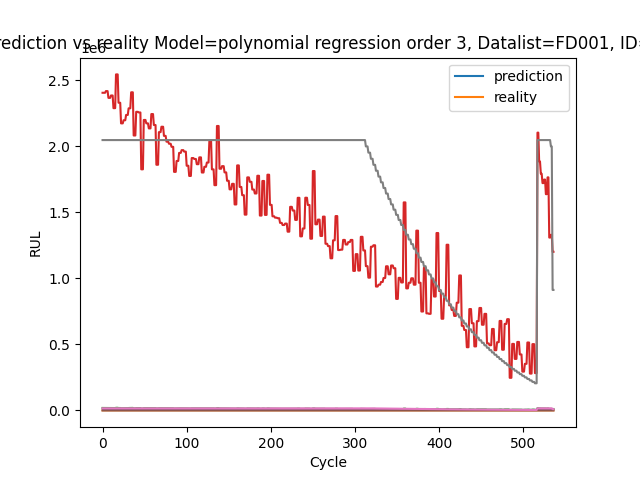 rediction vs reality Model=polynomial regression order 3, Datalist=FD001, ID=
1e6
prediction
reality
2.5
2.0
1.5
1.0
0.5
0.0
RUL
0 100 200 300 400 500
Cycle